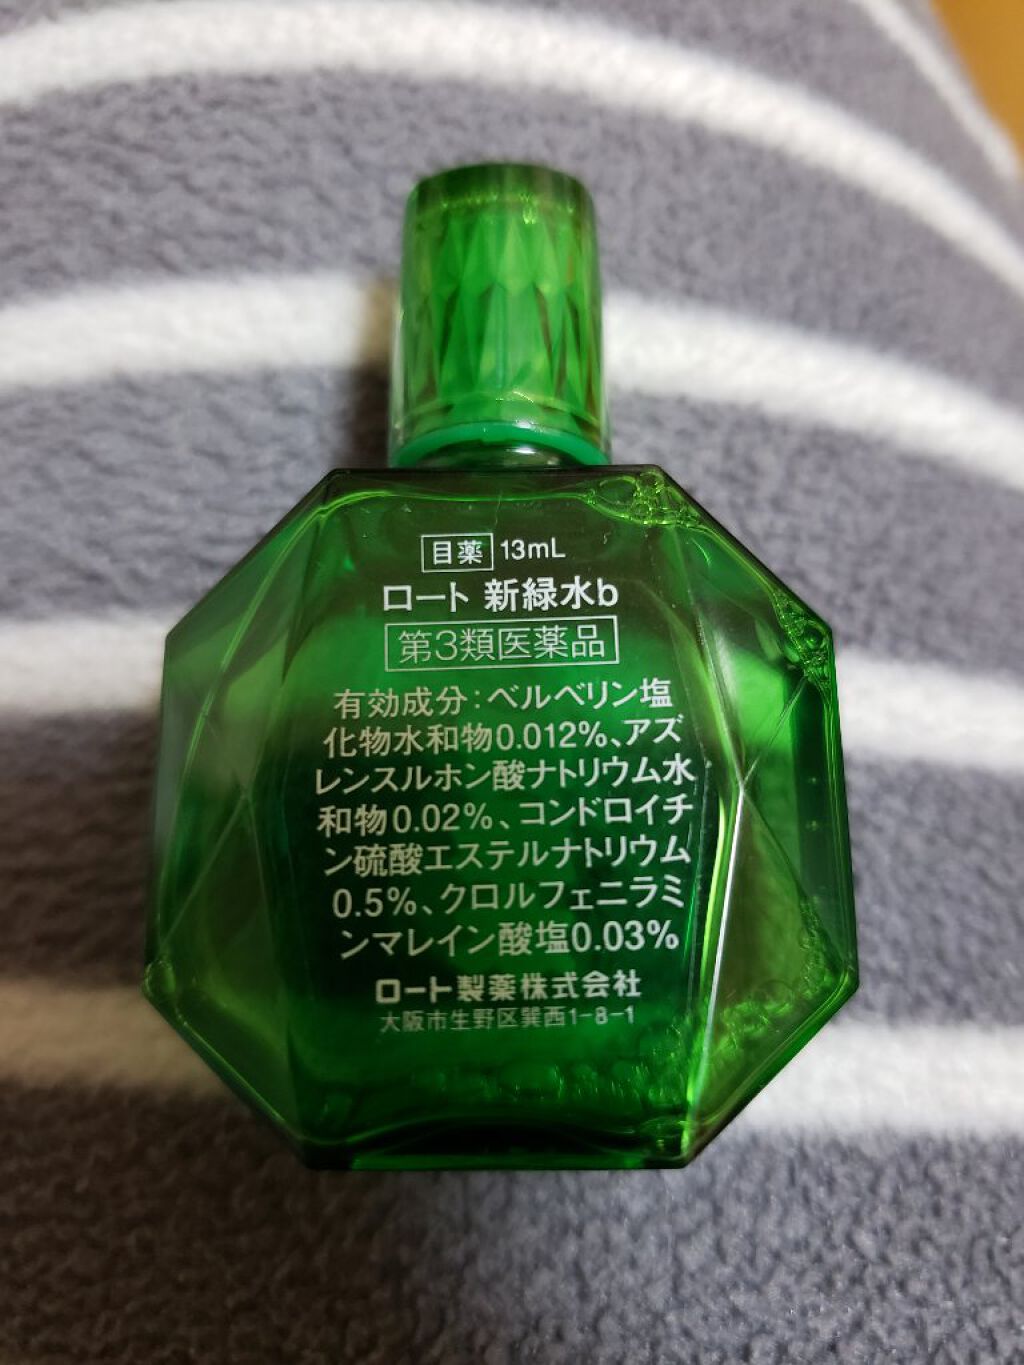 目薬 13mL
ロート 新緑水b
第3類医薬品
有効成分:ベルベリン塩
化物水和物0.012%、アズ
レンスルホン酸ナトリウム水
和物0.02%、コンドロイチ
ン硫酸エステルナトリウム
0.5%、クロルフェニラミ
ンマレイン酸塩0.03%
ロート製薬株式会社
大阪市生野区巽西1-8-1